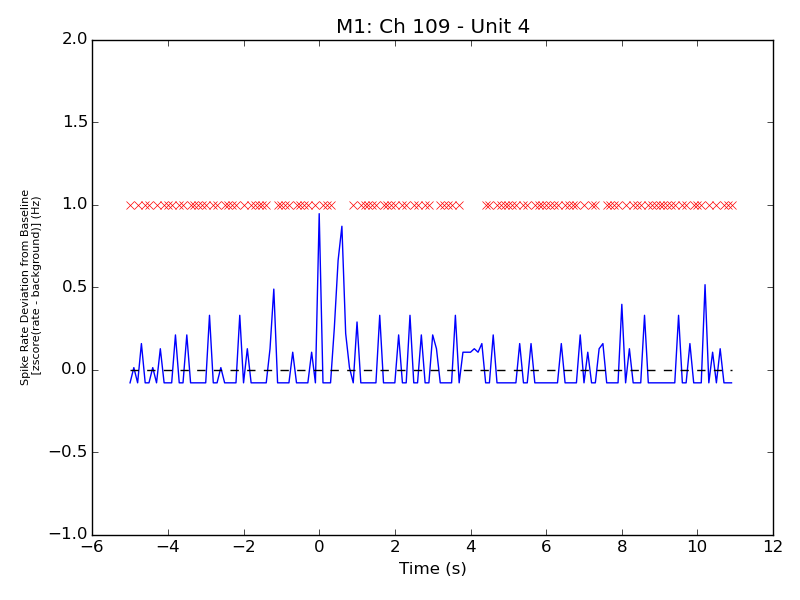 M1: Ch 109 - Unit 4
2.0
1.5
1.0
0.5
0.0
−0.5
−1.0
Spike Rate Deviation from Baseline
[zscore(rate - background)] (Hz)
−6 −4 −2 0 2 4 6 8 10 12
Time (s)